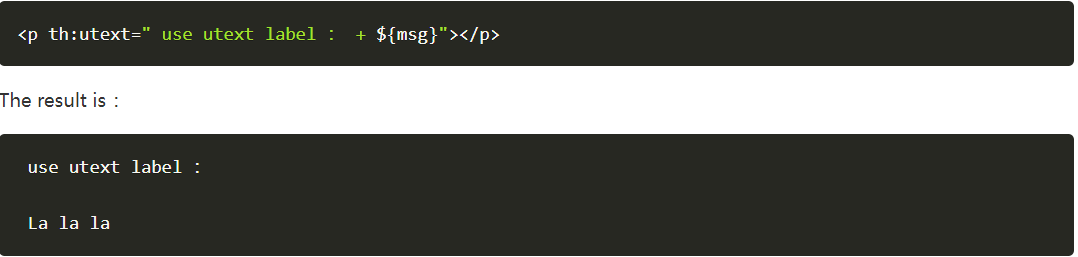 <p th:utext=" use utext label :  + ${msg}"></p>
The result is :
use utext label :
La la la